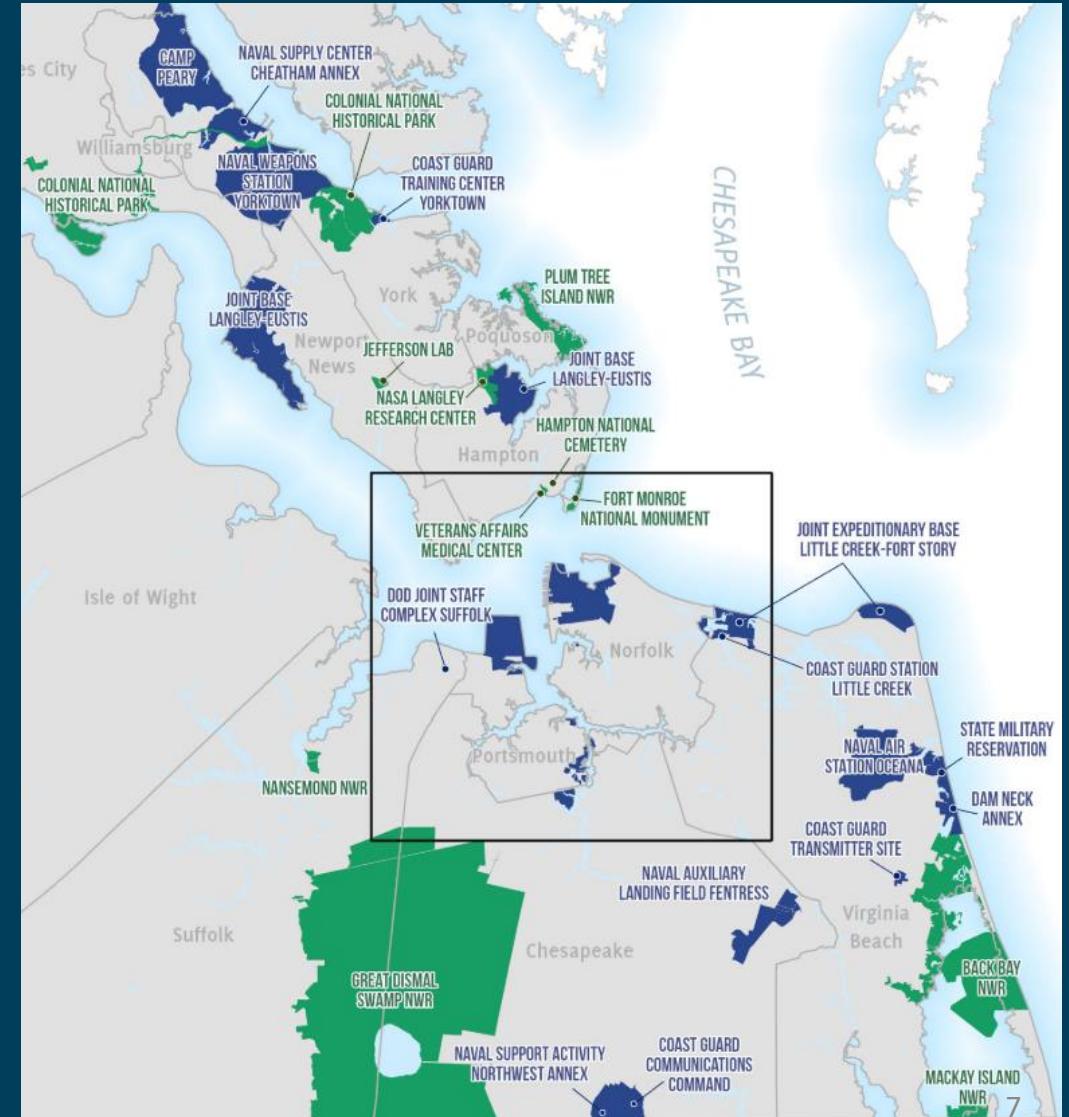 CAMP
PEARY
NAVAL SUPPLY CENTER
CHEATHAM ANNEX
es City
COLONIAL NATIONAL
HISTORICAL PARK
Williamsburg
NAVAL WEAPONS
STATION
YORKTOWN
COAST GUARD
TRAINING CENTER
YORKTOWN
COLONIAL NATIONAL
HISTORICAL PARK
CHESAPEAKE BAY
PLUM TREE
ISLAND NWR
York
JOINT BASE
LANGLEY-EUSTIS
Newport
News
Poquoson
JEFFERSON LAB
JOINT BASE
LANGLEY-EUSTIS
NASA LANGLEY
RESEARCH CENTER
HAMPTON NATIONAL
CEMETERY
Hampton
FORT MONROE
NATIONAL MONUMENT
VETERANS AFFAIRS
MEDICAL CENTER
JOINT EXPEDITIONARY BASE
LITTLE CREEK-FORT STORY
Isle of Wight
DOD JOINT STAFF
COMPLEX SUFFOLK
Norfolk
COAST GUARD STATION
LITTLE CREEK
STATE MILITARY
RESERVATION
NAVAL AIR
STATION OCEANA
Portsmouth
NANSEMOND NWR
DAM NECK
ANNEX
COAST GUARD
TRANSMITTER SITE
NAVAL AUXILIARY
LANDING FIELD FENTRESS
Virginia
Beach
Suffolk
Chesapeake
GREAT DISMAL
SWAMP NWR
BACK BAY
NWR
NAVAL SUPPORT ACTIVITY
NORTHWEST ANNEX
COAST GUARD
COMMUNICATIONS
COMMAND
MACKAY ISLAND
NWR
7